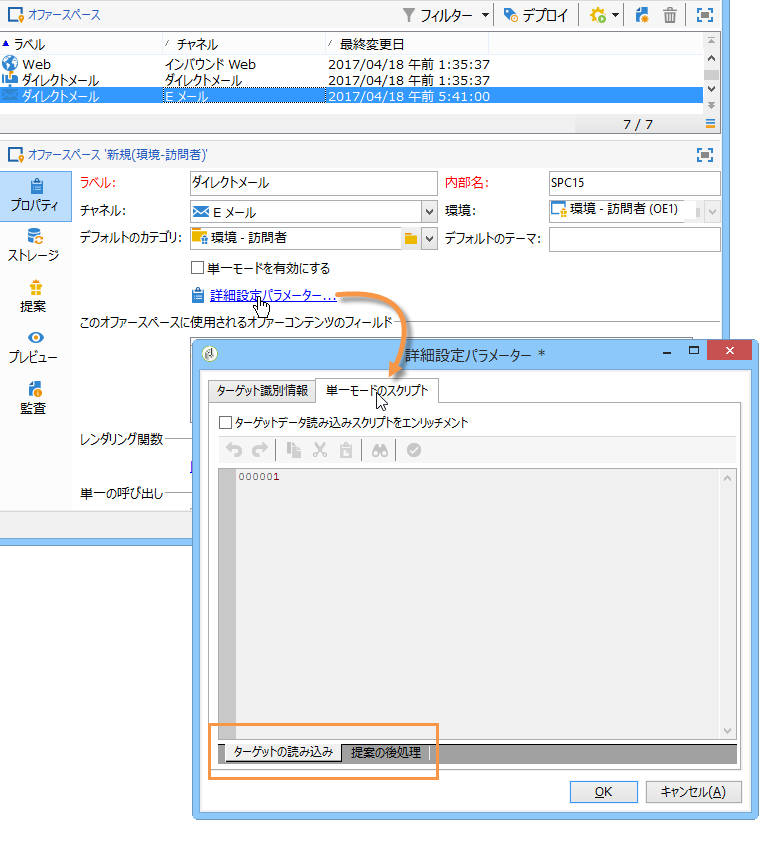 オファースペース フィルター デプロイ
ラベル チャネル 最終変更日
Web インバウンド Web 2017/04/18 午前 1:35:37
ダイレクトメール ダイレクトメール 2017/04/18 午前 1:35:37
ダイレクトメール E メール 2017/04/18 午前 5:41:00
7 / 7
オファースペース '新規(環境-訪問者)'
プロパティ
ストレージ
提案
プレビュー
監査
ラベル: ダイレクトメール 内部名: SPC15
チャネル: E メール 環境: 環境 - 訪問者 (OE1)
デフォルトのカテゴリ: 環境 - 訪問者 デフォルトのテーマ:
単一モードを有効にする
詳細設定パラメーター...
このオファースペースに使用されるオファーコンテンツのフィールド
レンダリング関数
単一の呼び出し
詳細設定パラメーター *
ターゲット識別情報 単一モードのスクリプト
ターゲットデータ読み込みスクリプトをエンリッチメント
000001
ターゲットの読み込み 提案の後処理
OK キャンセル(A)